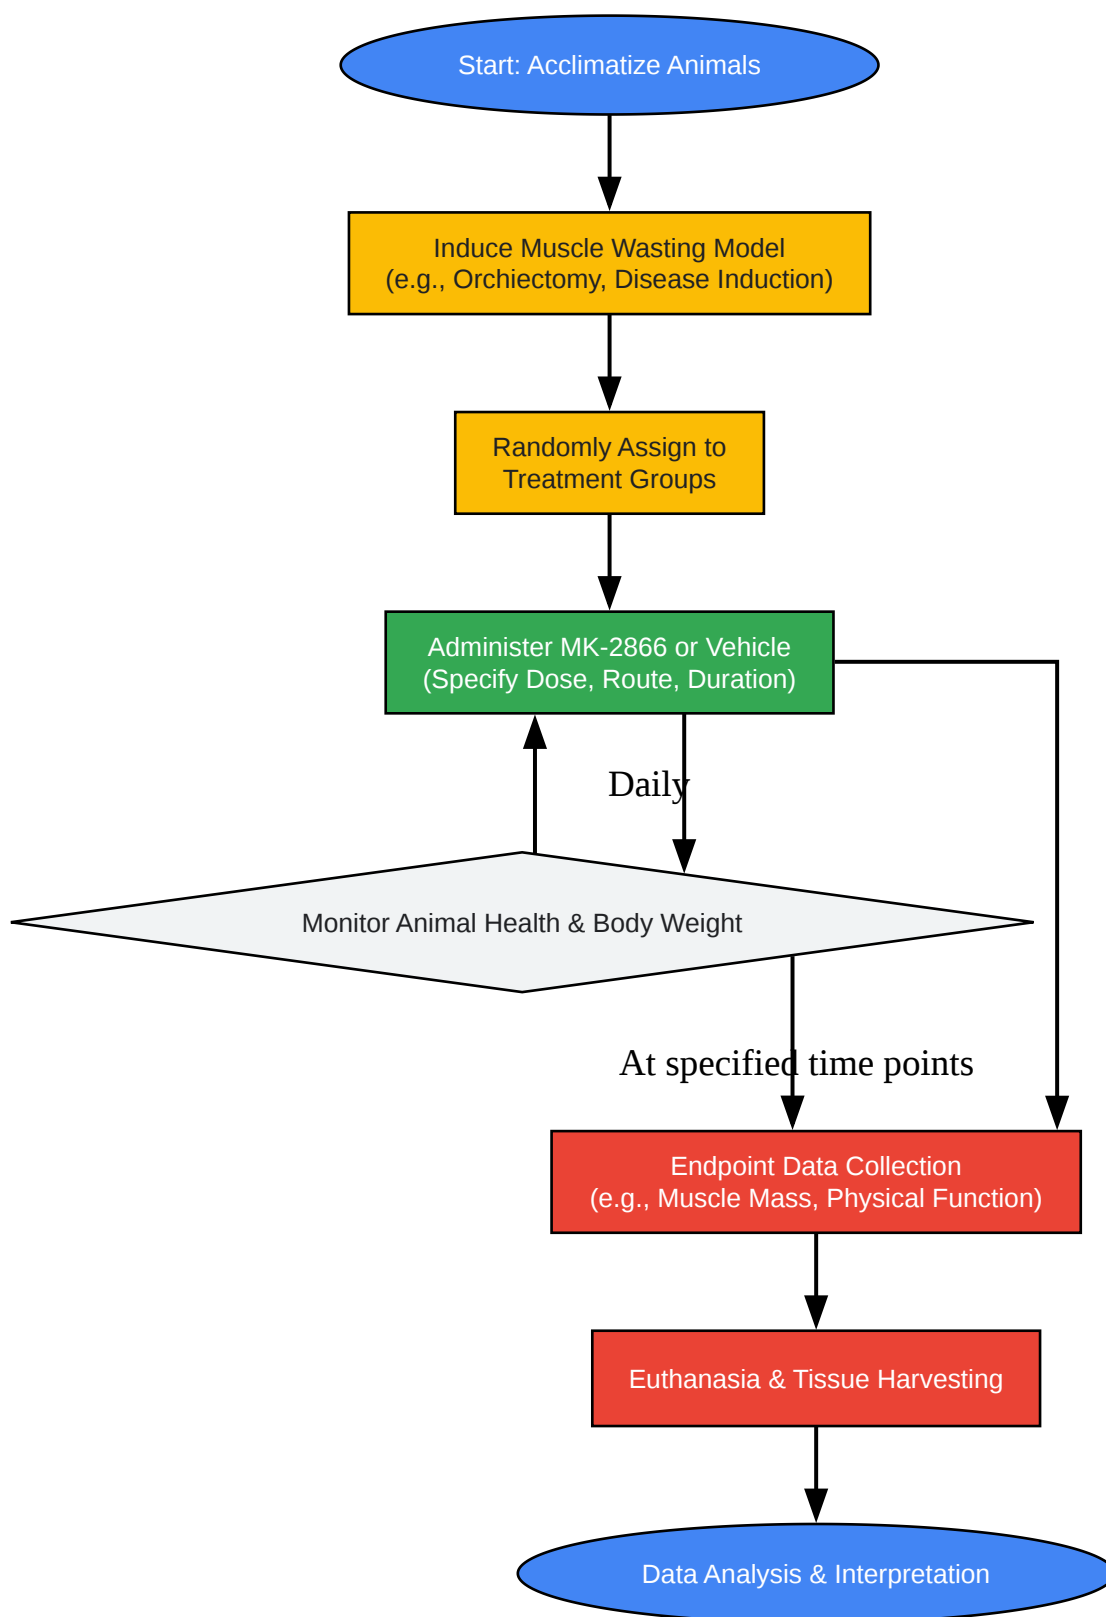 Start: Acclimatize Animals
Induce Muscle Wasting Model
(e.g., Orchiectomy, Disease Induction)
Randomly Assign to
Treatment Groups
Administer MK-2866 or Vehicle
(Specify Dose, Route, Duration)
Daily
Monitor Animal Health & Body Weight
At specified time points
Endpoint Data Collection
(e.g., Muscle Mass, Physical Function)
Euthanasia & Tissue Harvesting
Data Analysis & Interpretation